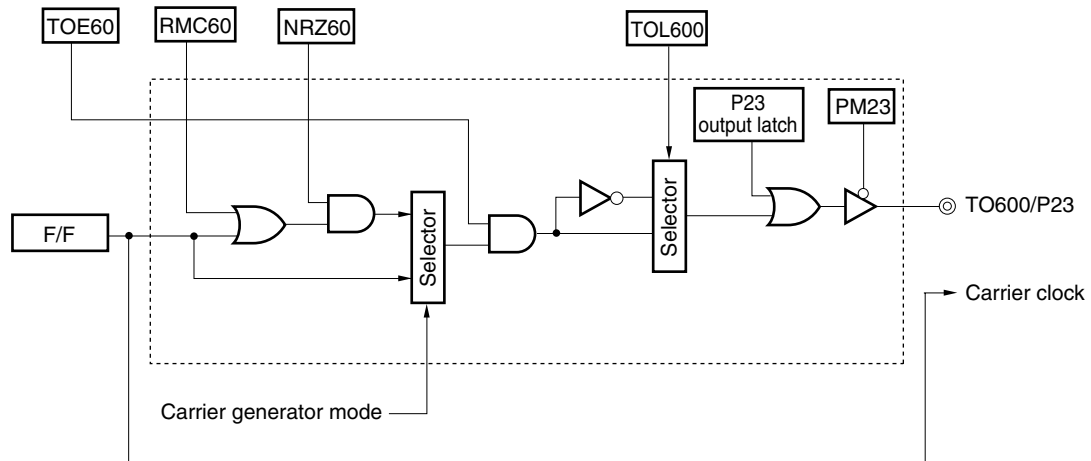 TOE60
RMC60
NRZ60
TOL600
P23
output latch
PM23
F/F
Selector
Selector
TO600/P23
Carrier clock
Carrier generator mode